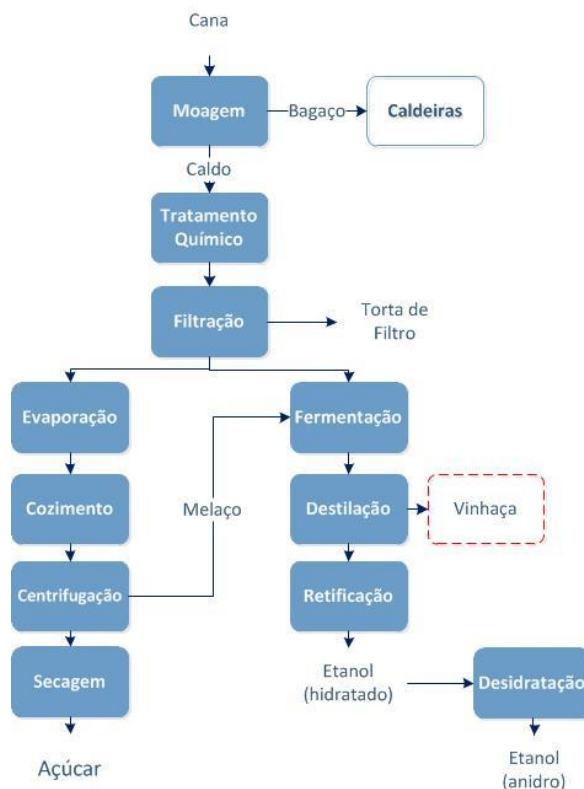 Cana
Moagem
Bagaço
Caldeiras
Caldo
Tratamento
Químico
Filtração
Torta de
Filtro
Evaporação
Fermentação
Cozimento
Melaço
Destilação
Vinhaça
Centrifugação
Retificação
Secagem
Etanol
(hidratado)
Desidratação
Açúcar
Etanol
(anidro)